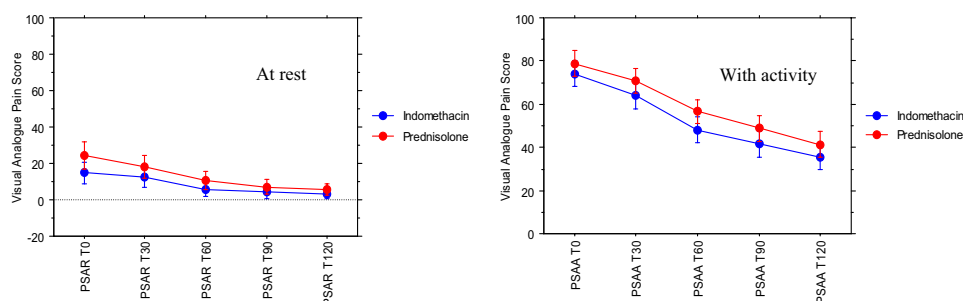 100
80
60
40
20
0
-20
Visual Analogue Pain Score
At rest
PSAR T0
PSAR T30
PSAR T60
PSAR T90
PSAR T120
Indomethacin
Prednisolone
100
80
60
40
20
0
Visual Analogue Pain Score
With activity
PSAA T0
PSAA T30
PSAA T60
PSAA T90
PSAA T120
Indomethacin
Prednisolone